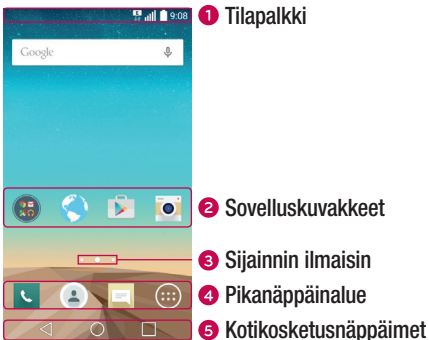 9:08
1 Tilapalkki
Google
2 Sovelluskuvakkeet
3 Sijainnin ilmaisin
4 Pikanäppäinalue
5 Kotikosketusnäppäimet